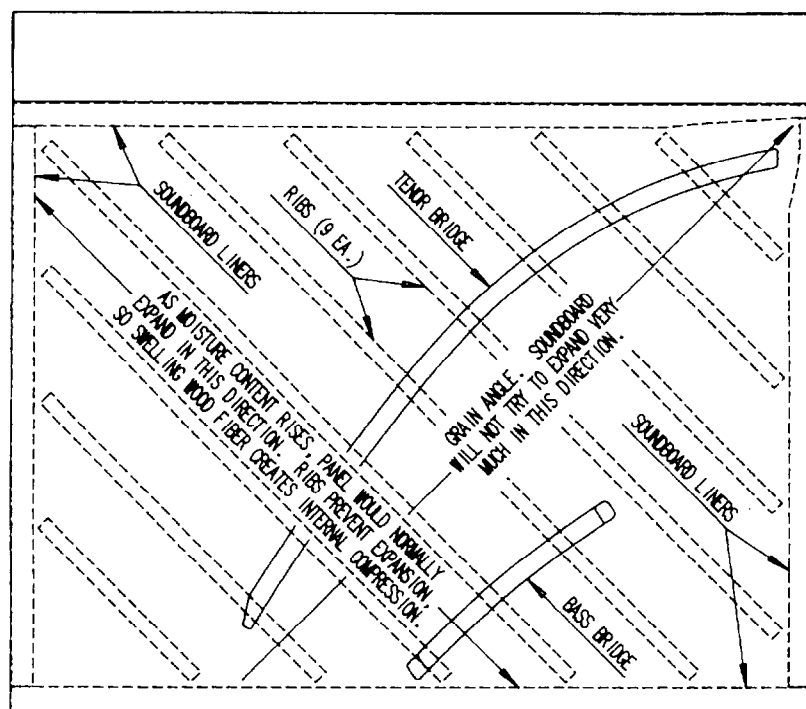 SOUNDBOARD LINERS
RIBS (9 EA.)
TENOR BRIDGE
AS MOISTURE CONTENT RISES, PANEL WOULD NORMALLY
EXPAND IN THIS DIRECTION. RIBS PREVENT EXPANSION,
SO SWELLING WOOD FIBER CREATES INTERNAL COMPRESSION.
GRAIN ANGLE. SOUNDBOARD
WILL NOT TRY TO EXPAND VERY
MUCH IN THIS DIRECTION.
SOUNDBOARD LINERS
BASS BRIDGE